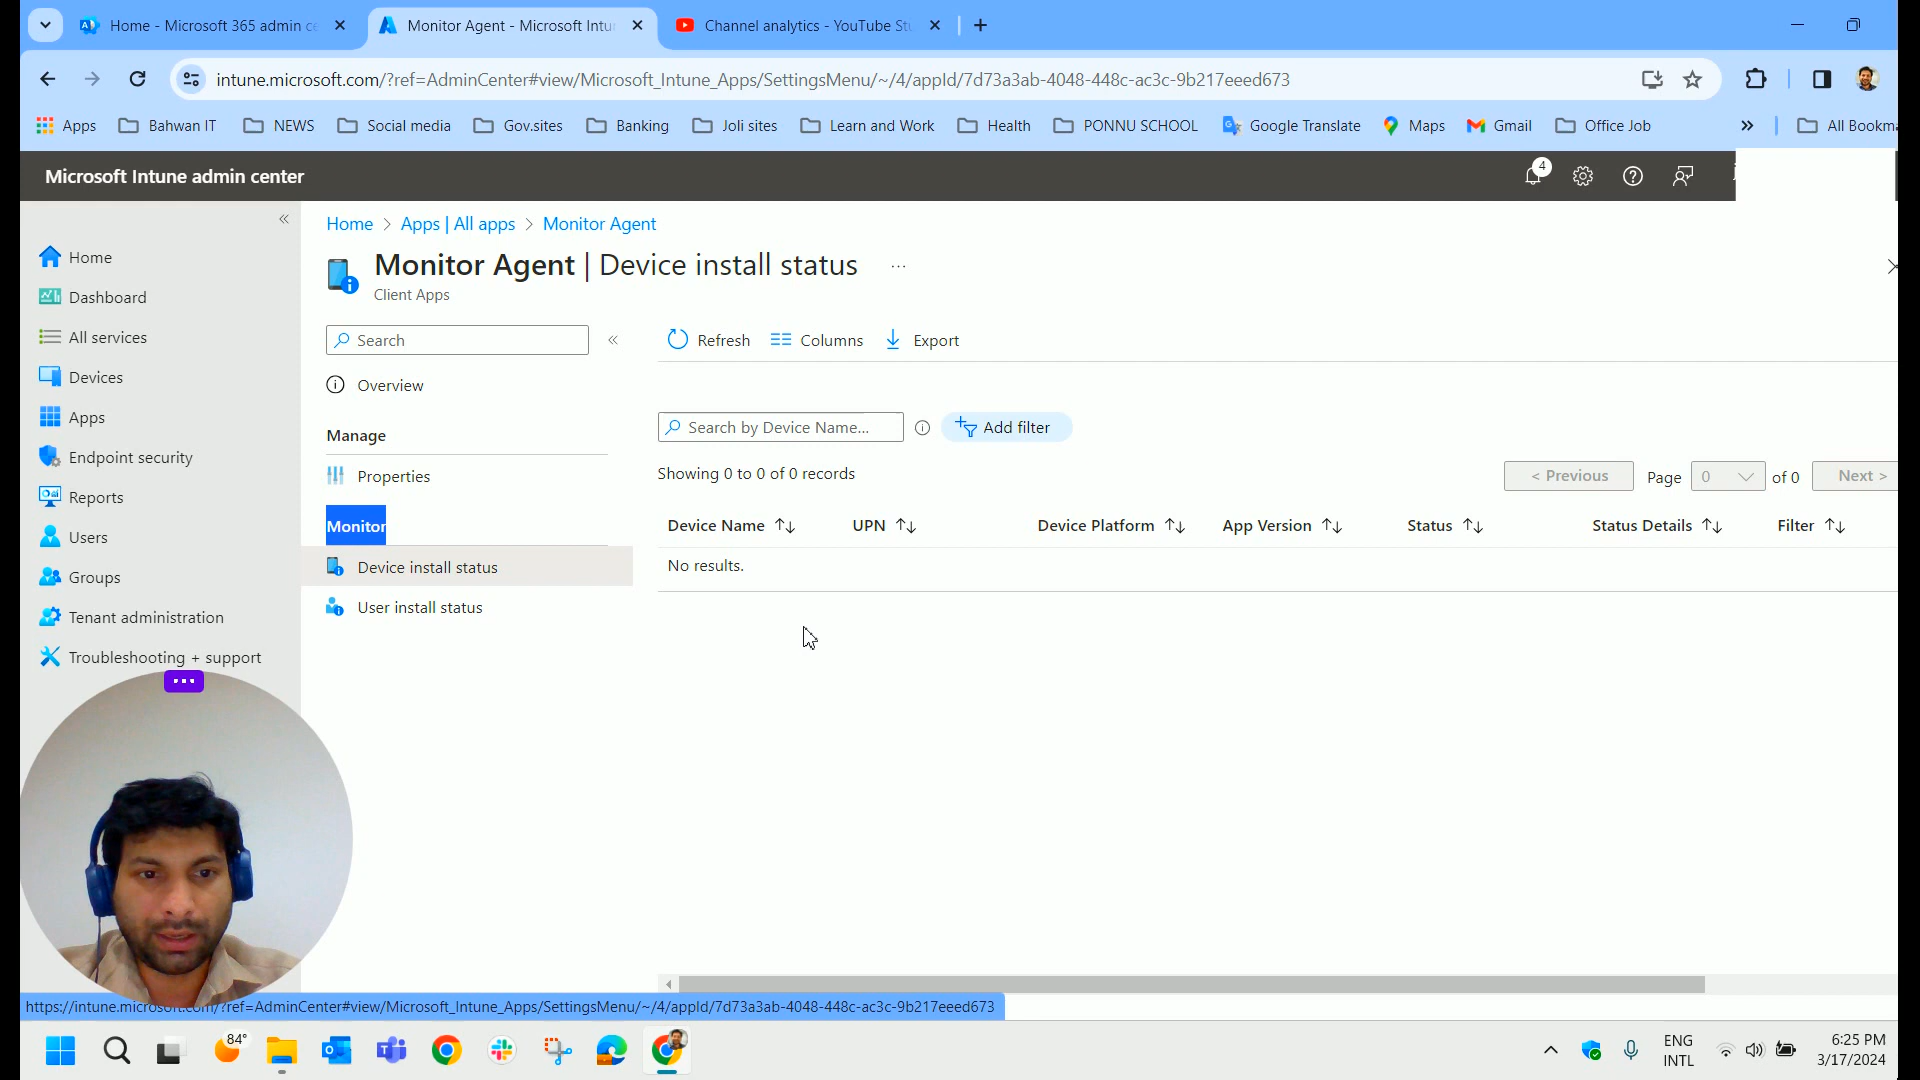 Home - Microsoft 365 admin ce
Monitor Agent - Microsoft Intun
Channel analytics - YouTube Stu
intune.microsoft.com/?ref=AdminCenter#view/Microsoft_Intune_Apps/SettingsMenu/~/4/appId/7d73a3ab-4048-448c-ac3c-9b217eeed673
Apps
Bahwan IT
NEWS
Social media
Gov.sites
Banking
Joli sites
Learn and Work
Health
PONNU SCHOOL
Google Translate
Maps
Gmail
Office Job
»
All Bookma
Microsoft Intune admin center
4
Home > Apps | All apps > Monitor Agent
Monitor Agent | Device install status ...
Client Apps
Home
Dashboard
All services
Devices
Apps
Endpoint security
Reports
Users
Groups
Tenant administration
Troubleshooting + support
Search
Overview
Manage
Properties
Monitor
Device install status
User install status
Refresh
Columns
Export
Search by Device Name...
Add filter
Showing 0 to 0 of 0 records
< Previous
Page
0
of 0
Next >
Device Name
UPN
Device Platform
App Version
Status
Status Details
Filter
No results.
https://intune.microsoft.com/?ref=AdminCenter#view/Microsoft_Intune_Apps/SettingsMenu/~/4/appId/7d73a3ab-4048-448c-ac3c-9b217eeed673
84°
ENG
INTL
6:25 PM
3/17/2024